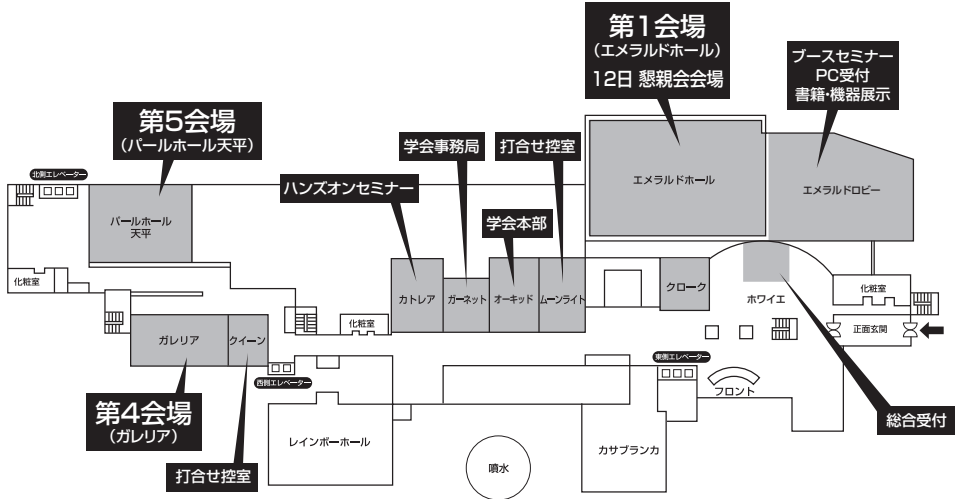 第1会場
（エメラルドホール）
12日 懇親会会場
ブースセミナー
PC受付
書籍・機器展示
第5会場
（パールホール天平）
学会事務局
打合せ控室
ハンズオンセミナー
学会本部
北側エレベーター
エメラルドホール
エメラルドロビー
パールホール
天平
化粧室
カトレア
ガーネット
オーキッド
ムーンライト
クローク
ホワイエ
化粧室
化粧室
正面玄関
ガレリア
クイーン
西側エレベーター
東側エレベーター
フロント
第4会場
（ガレリア）
打合せ控室
総合受付
レインボーホール
噴水
カサブランカ